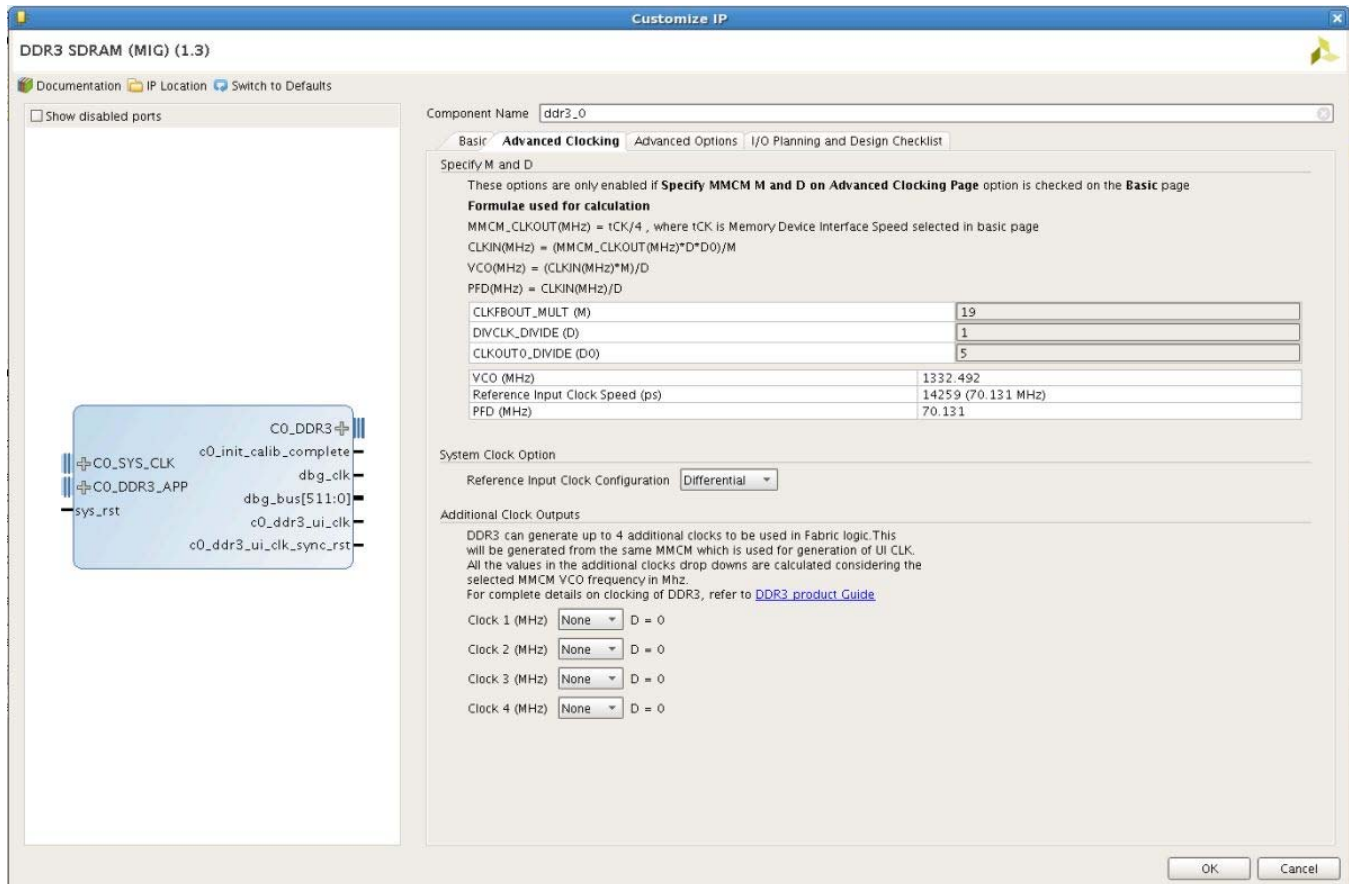 Customize IP
DDR3 SDRAM (MIG) (1.3)
Documentation IP Location Switch to Defaults
Show disabled ports
C0_SYS_CLK
C0_DDR3_APP
sys_rst
C0_DDR3
c0_init_calib_complete
dbg_clk
dbg_bus[511:0]
c0_ddr3_ui_clk
c0_ddr3_ui_clk_sync_rst
Component Name ddr3_0
Basic Advanced Clocking Advanced Options I/O Planning and Design Checklist
Specify M and D
These options are only enabled if Specify MMCM M and D on Advanced Clocking Page option is checked on the Basic page
Formulae used for calculation
MMCM_CLKOUT(MHz) = tCK/4 , where tCK is Memory Device Interface Speed selected in basic page
CLKIN(MHz) = (MMCM_CLKOUT(MHz)*D*D0)/M
VCO(MHz) = (CLKIN(MHz)*M)/D
PFD(MHz) = CLKIN(MHz)/D
CLKFBOUT_MULT (M) 19
DIVCLK_DIVIDE (D) 1
CLKOUT0_DIVIDE (D0) 5
VCO (MHz) 1332.492
Reference Input Clock Speed (ps) 14259 (70.131 MHz)
PFD (MHz) 70.131
System Clock Option
Reference Input Clock Configuration Differential
Additional Clock Outputs
DDR3 can generate up to 4 additional clocks to be used in Fabric logic.This
will be generated from the same MMCM which is used for generation of UI CLK.
All the values in the additional clocks drop downs are calculated considering the
selected MMCM VCO frequency in Mhz.
For complete details on clocking of DDR3, refer to DDR3 product Guide
Clock 1 (MHz) None D = 0
Clock 2 (MHz) None D = 0
Clock 3 (MHz) None D = 0
Clock 4 (MHz) None D = 0
OK Cancel